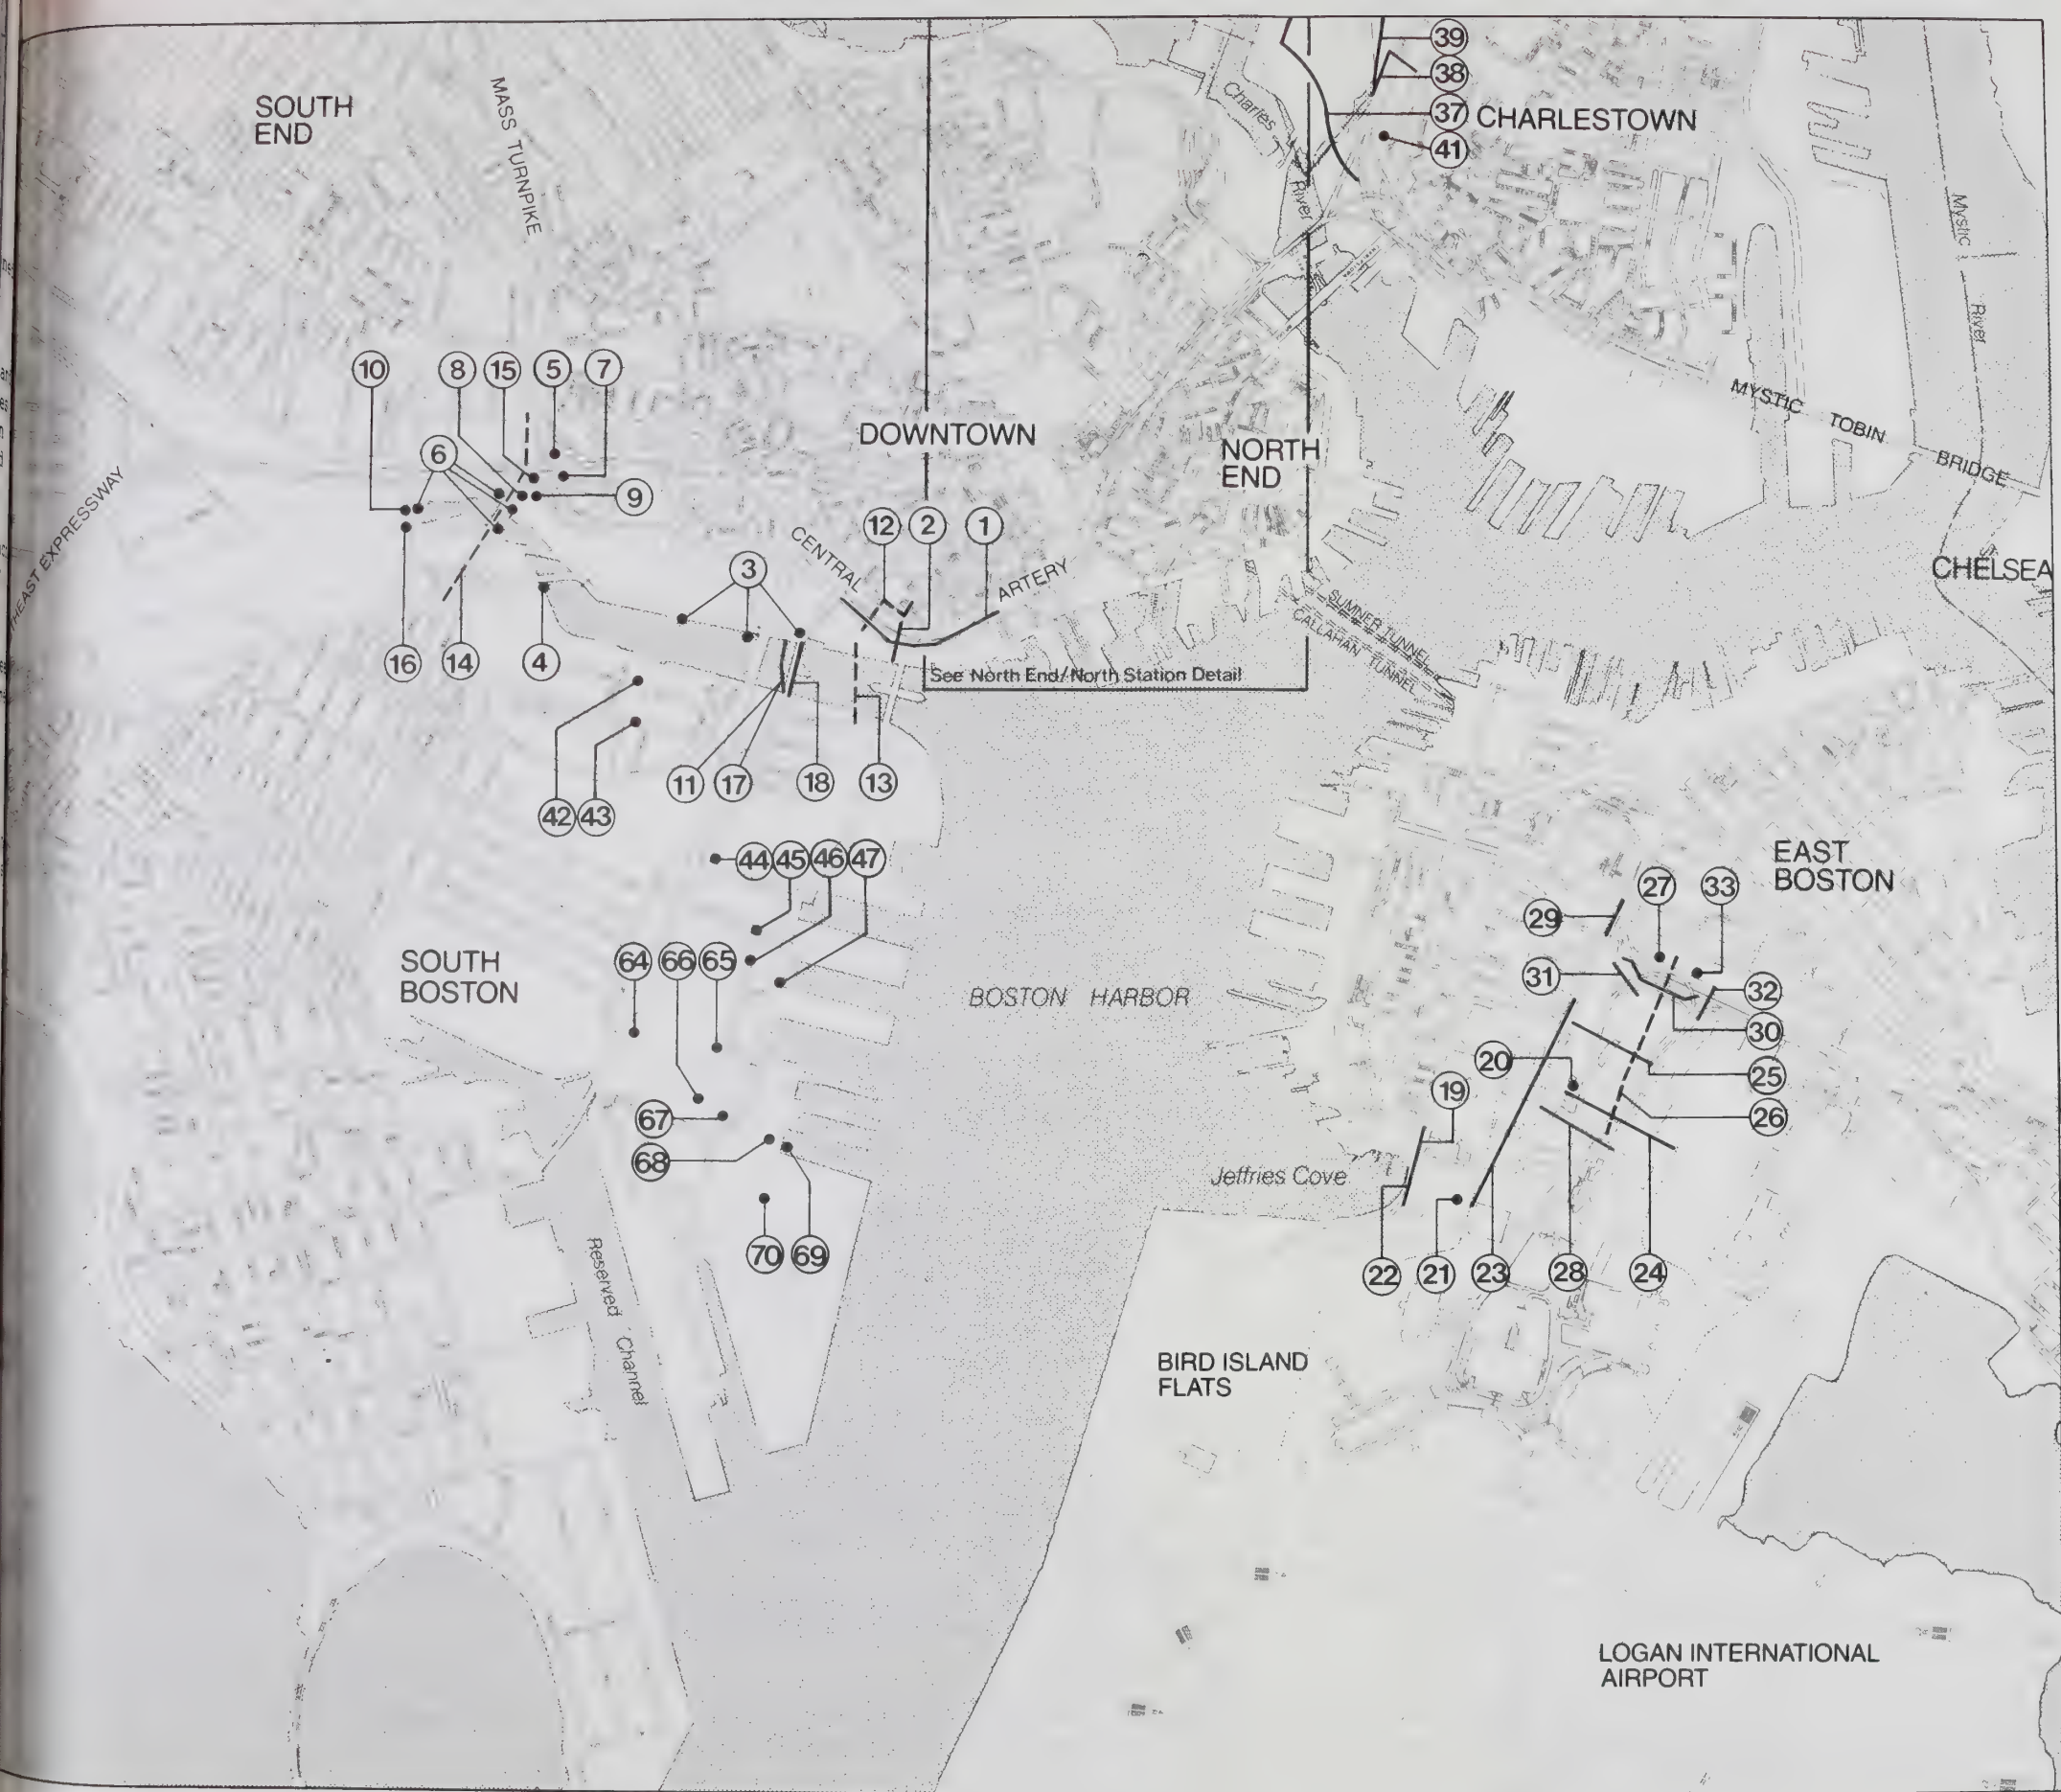 39
38
37 CHARLESTOWN
41
SOUTH
END
MASS TURNPIKE
Charles
River
Mystic
River
10 8 15 5 7
6
9
DOWNTOWN
NORTH
END
MYSTIC TOBIN
BRIDGE
12 2 1
CENTRAL
ARTERY
3
CHELSEA
SUMNER TUNNEL
CALLAHAN TUNNEL
16 14 4
See North End/North Station Detail
11 17 18 13
42 43
44 45 46 47
EAST
BOSTON
27 33
29
SOUTH
BOSTON
64 66 65
BOSTON HARBOR
31
32
30
20
25
19
26
67
68
Jeffries Cove
70 69
22 21 23 28 24
Reserved Channel
BIRD ISLAND
FLATS
LOGAN INTERNATIONAL
AIRPORT